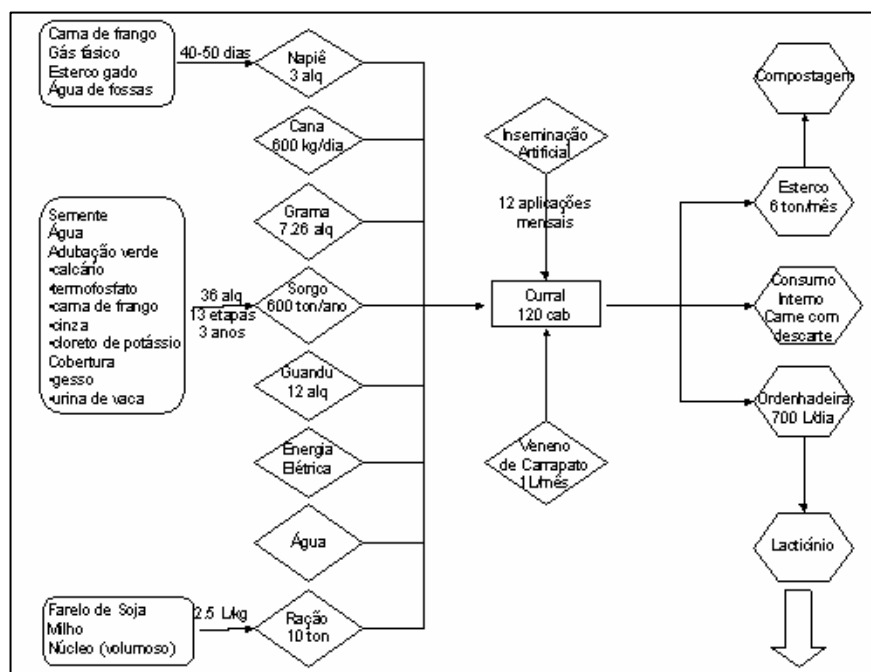 Cama de frango
Gás fásico
Esterco gado
Água de fossas
40-50 dias
Napiê
3 alq
Cana
600 kg/dia
Grama
7.26 alq
Semente
Água
Adubação verde
•calcário
•termofosfato
•cama de frango
•cinza
•cloreto de potássio
Cobertura
•gesso
•urina de vaca
36 alq
13 etapas
3 anos
Sorgo
600 ton/ano
Guandu
12 alq
Energia
Elétrica
Água
Farelo de Soja
Milho
Núcleo (volumoso)
2.5 L/kg
Ração
10 ton
Inseminação
Artificial
12 aplicações
mensais
Curral
120 cab
Veneno
de Carrapato
1L/mês
Compostagem
Esterco
6 ton/mês
Consumo
Interno
Carne com
descarte
Ordenhadeira
700 L/dia
Lacticínio